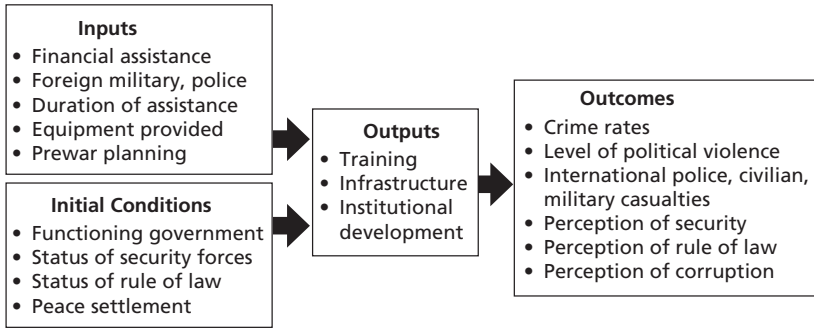 Inputs
• Financial assistance
• Foreign military, police
• Duration of assistance
• Equipment provided
• Prewar planning
Initial Conditions
• Functioning government
• Status of security forces
• Status of rule of law
• Peace settlement
Outputs
• Training
• Infrastructure
• Institutional
development
Outcomes
• Crime rates
• Level of political violence
• International police, civilian,
military casualties
• Perception of security
• Perception of rule of law
• Perception of corruption